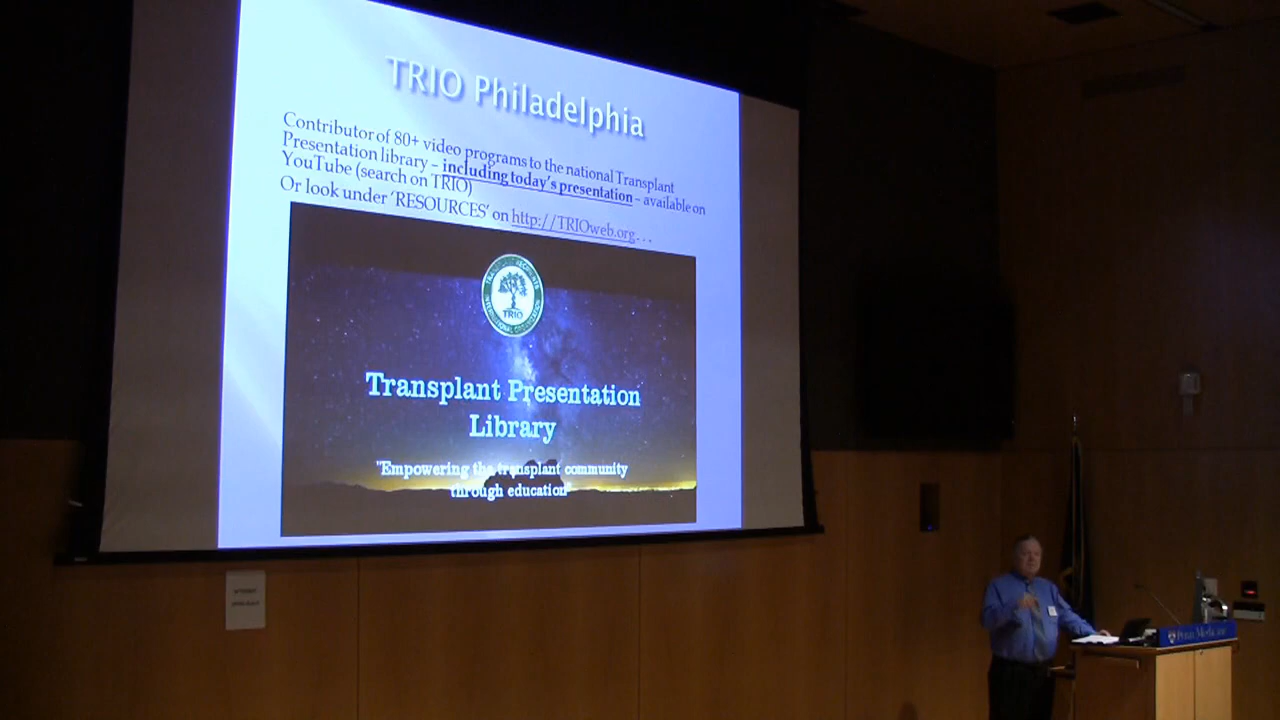 TRIO Philadelphia
Contributor of 80+ video programs to the national Transplant
Presentation library – including today's presentation – available on
YouTube (search on TRIO)
Or look under 'RESOURCES' on http://TRIOweb.org...
TRIO
Transplant Presentation
Library
"Empowering the transplant community
through education"
Penn Medicine